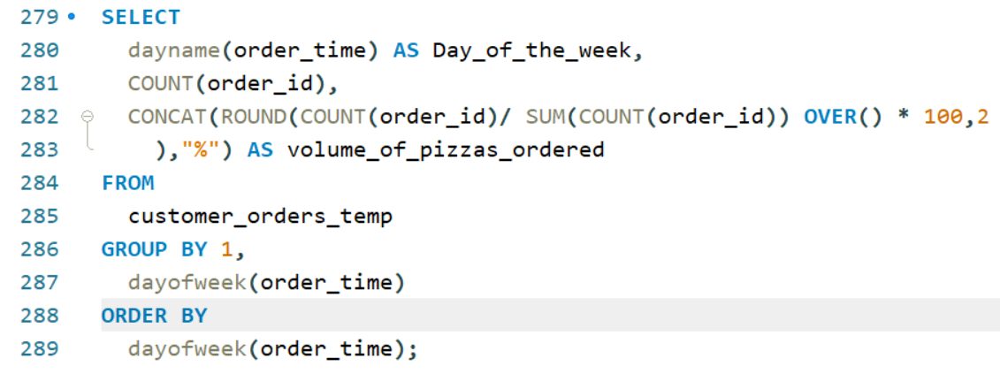 279 SELECT
280 dayname(order_time) AS Day_of_the_week,
281 COUNT(order_id),
282 CONCAT(ROUND(COUNT(order_id)/ SUM(COUNT(order_id)) OVER() * 100,2
283 ),"%") AS volume_of_pizzas_ordered
284 FROM
285 customer_orders_temp
286 GROUP BY 1,
287 dayofweek(order_time)
288 ORDER BY
289 dayofweek(order_time);